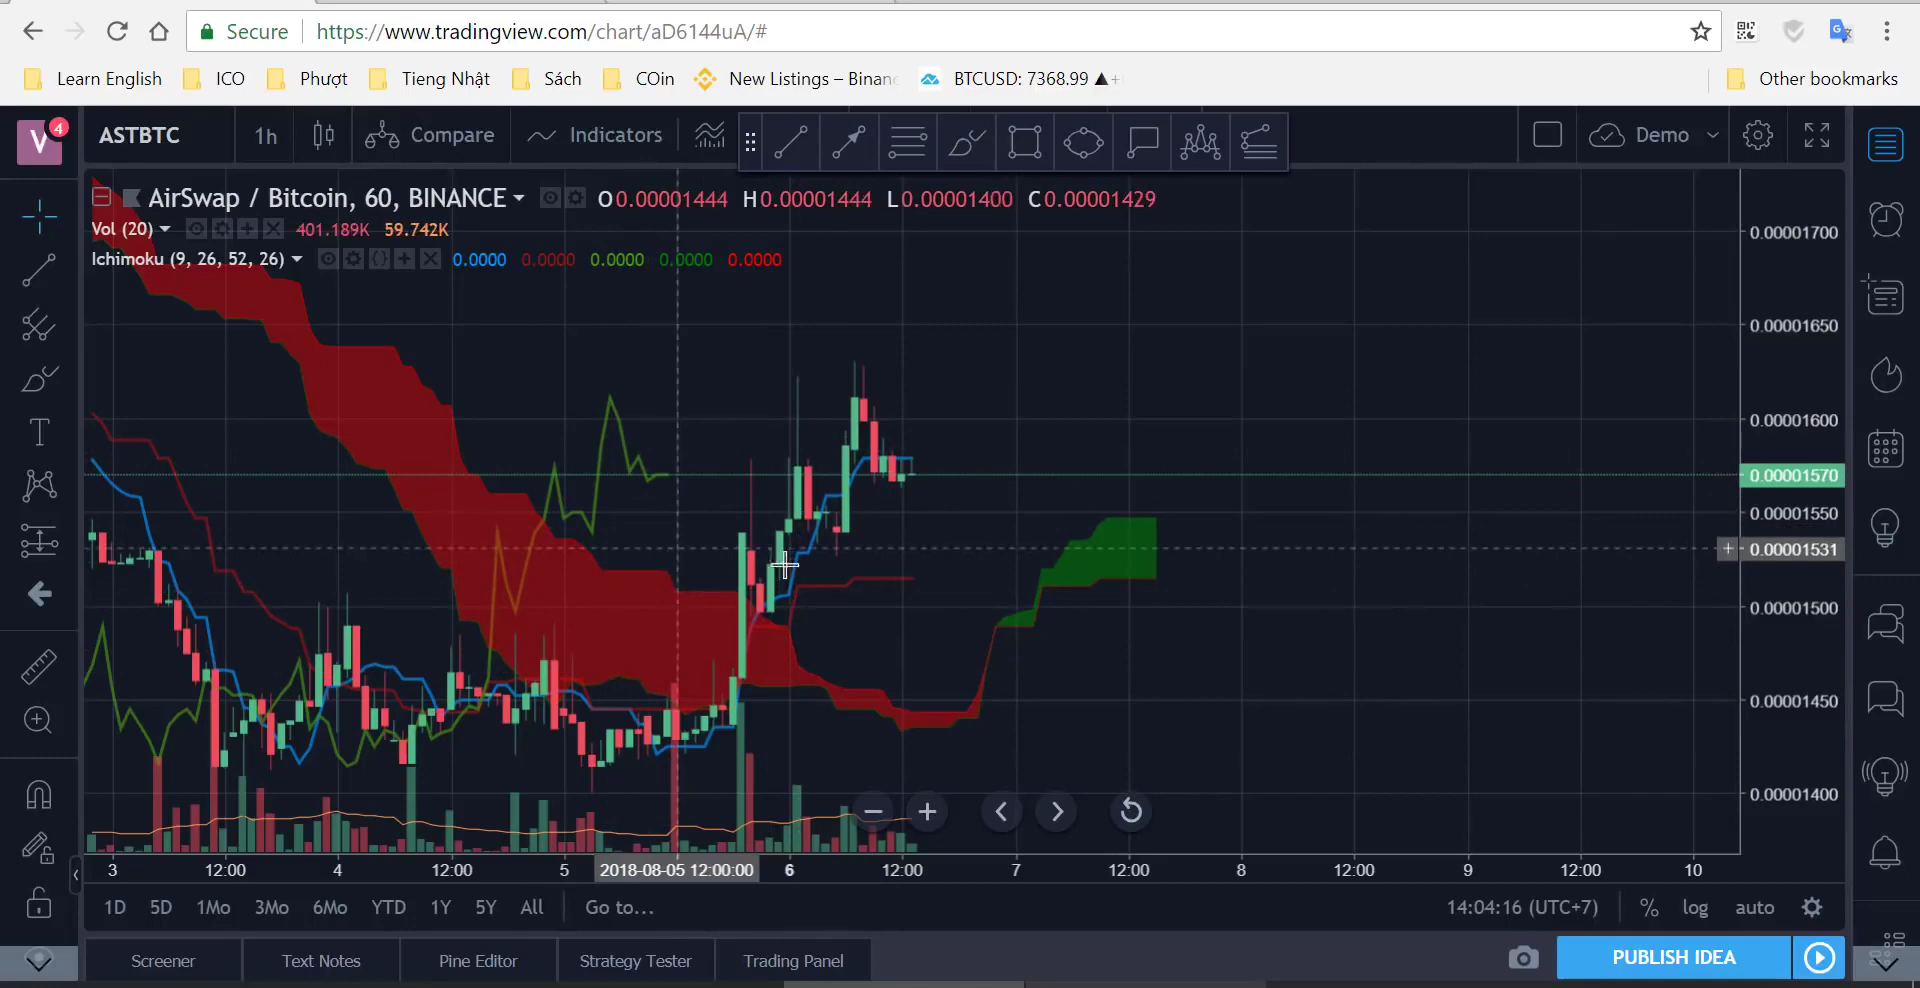 Secure https://www.tradingview.com/chart/aD6144uA/#
Learn English ICO Phượt Tieng Nhật Sách COin New Listings – Binanc BTCUSD: 7368.99 ▲+ Other bookmarks
V 4 ASTBTC 1h Compare Indicators Demo
AirSwap / Bitcoin, 60, BINANCE O0.00001444 H0.00001444 L0.00001400 C0.00001429
Vol (20) 401.189K 59.742K
Ichimoku (9, 26, 52, 26) 0.0000 0.0000 0.0000 0.0000 0.0000
0.00001700
0.00001650
0.00001600
0.00001570
0.00001550
0.00001531
0.00001500
0.00001450
0.00001400
3 12:00 4 12:00 5 2018-08-05 12:00:00 6 12:00 7 12:00 8 12:00 9 12:00 10
1D 5D 1Mo 3Mo 6Mo YTD 1Y 5Y All Go to... 14:04:16 (UTC+7) % log auto
Screener Text Notes Pine Editor Strategy Tester Trading Panel PUBLISH IDEA